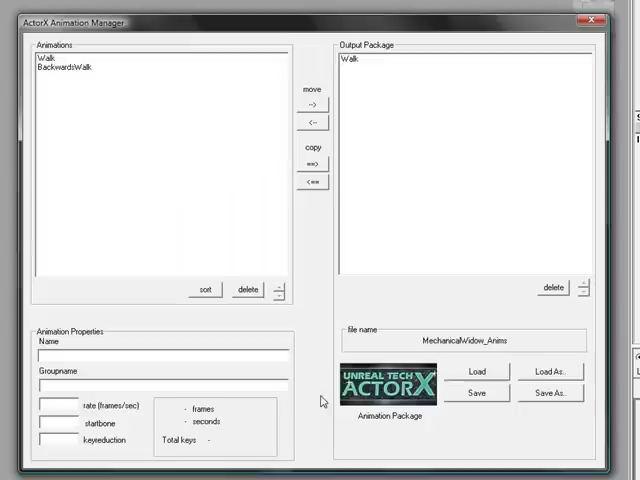 ActorX Animation Manager
Animations
Walk
BackwardsWalk
sort
delete
move
-->
<--
copy
==>
<==
Output Package
Walk
delete
Animation Properties
Name
Groupname
rate (frames/sec)
startbone
keyreduction
- frames
- seconds
Total keys -
file name
MechanicalWidow_Anims
UNREAL TECH
ACTORX
Animation Package
Load
Load As..
Save
Save As..